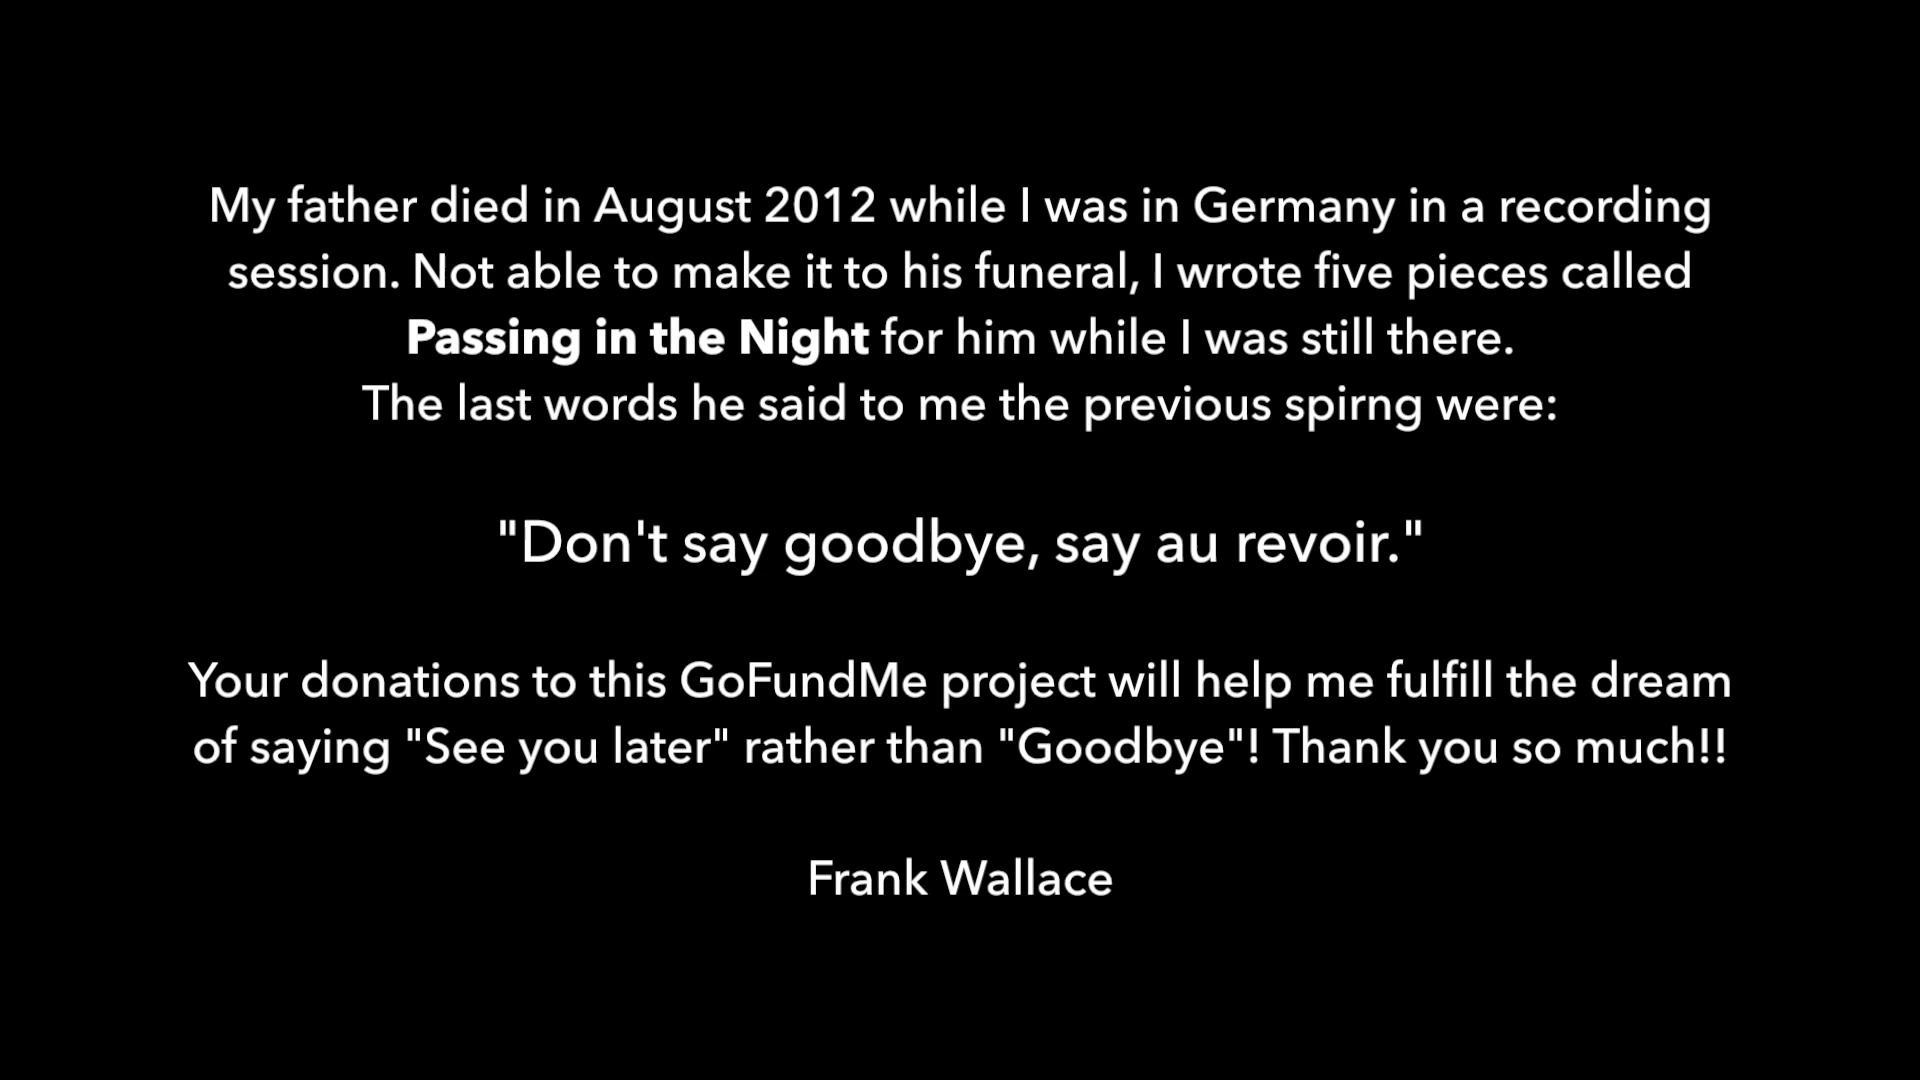 My father died in August 2012 while I was in Germany in a recording
session. Not able to make it to his funeral, I wrote five pieces called
Passing in the Night for him while I was still there.
The last words he said to me the previous spirng were:
"Don't say goodbye, say au revoir."
Your donations to this GoFundMe project will help me fulfill the dream
of saying "See you later" rather than "Goodbye"! Thank you so much!!
Frank Wallace